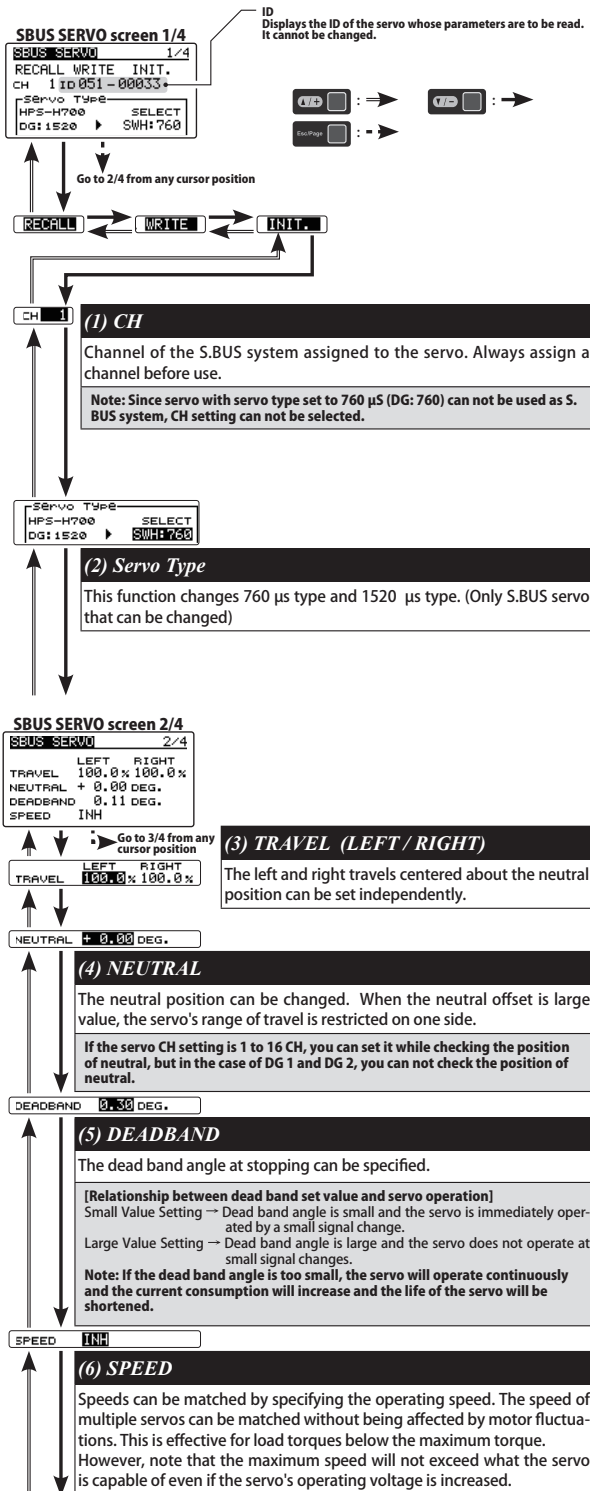 ID
Displays the ID of the servo whose parameters are to be read.
It cannot be changed.
SBUS SERVO screen 1/4
SBUS SERVO 1/4
RECALL WRITE INIT.
CH 1 ID 051-00033
Servo Type
HPS-H700 SELECT
DG:1520 ▶ SWH:760
▲/+ : ⇒
▼/- : →
Esc/Page :
Go to 2/4 from any cursor position
RECALL WRITE INIT.
CH 1
(1) CH
Channel of the S.BUS system assigned to the servo. Always assign a
channel before use.
Note: Since servo with servo type set to 760 µS (DG: 760) can not be used as S.
BUS system, CH setting can not be selected.
Servo Type
HPS-H700 SELECT
DG:1520 ▶ SWH:760
(2) Servo Type
This function changes 760 µs type and 1520 µs type. (Only S.BUS servo
that can be changed)
SBUS SERVO screen 2/4
SBUS SERVO 2/4
LEFT RIGHT
TRAVEL 100.0% 100.0%
NEUTRAL + 0.00 DEG.
DEADBAND 0.11 DEG.
SPEED INH
Go to 3/4 from any
cursor position
LEFT RIGHT
TRAVEL 100.0% 100.0%
(3) TRAVEL (LEFT / RIGHT)
The left and right travels centered about the neutral
position can be set independently.
NEUTRAL + 0.00 DEG.
(4) NEUTRAL
The neutral position can be changed. When the neutral offset is large
value, the servo's range of travel is restricted on one side.
If the servo CH setting is 1 to 16 CH, you can set it while checking the position
of neutral, but in the case of DG 1 and DG 2, you can not check the position of
neutral.
DEADBAND 0.30 DEG.
(5) DEADBAND
The dead band angle at stopping can be specified.
[Relationship between dead band set value and servo operation]
Small Value Setting → Dead band angle is small and the servo is immediately oper-
ated by a small signal change.
Large Value Setting → Dead band angle is large and the servo does not operate at
small signal changes.
Note: If the dead band angle is too small, the servo will operate continuously
and the current consumption will increase and the life of the servo will be
shortened.
SPEED INH
(6) SPEED
Speeds can be matched by specifying the operating speed. The speed of
multiple servos can be matched without being affected by motor fluctua-
tions. This is effective for load torques below the maximum torque.
However, note that the maximum speed will not exceed what the servo
is capable of even if the servo's operating voltage is increased.